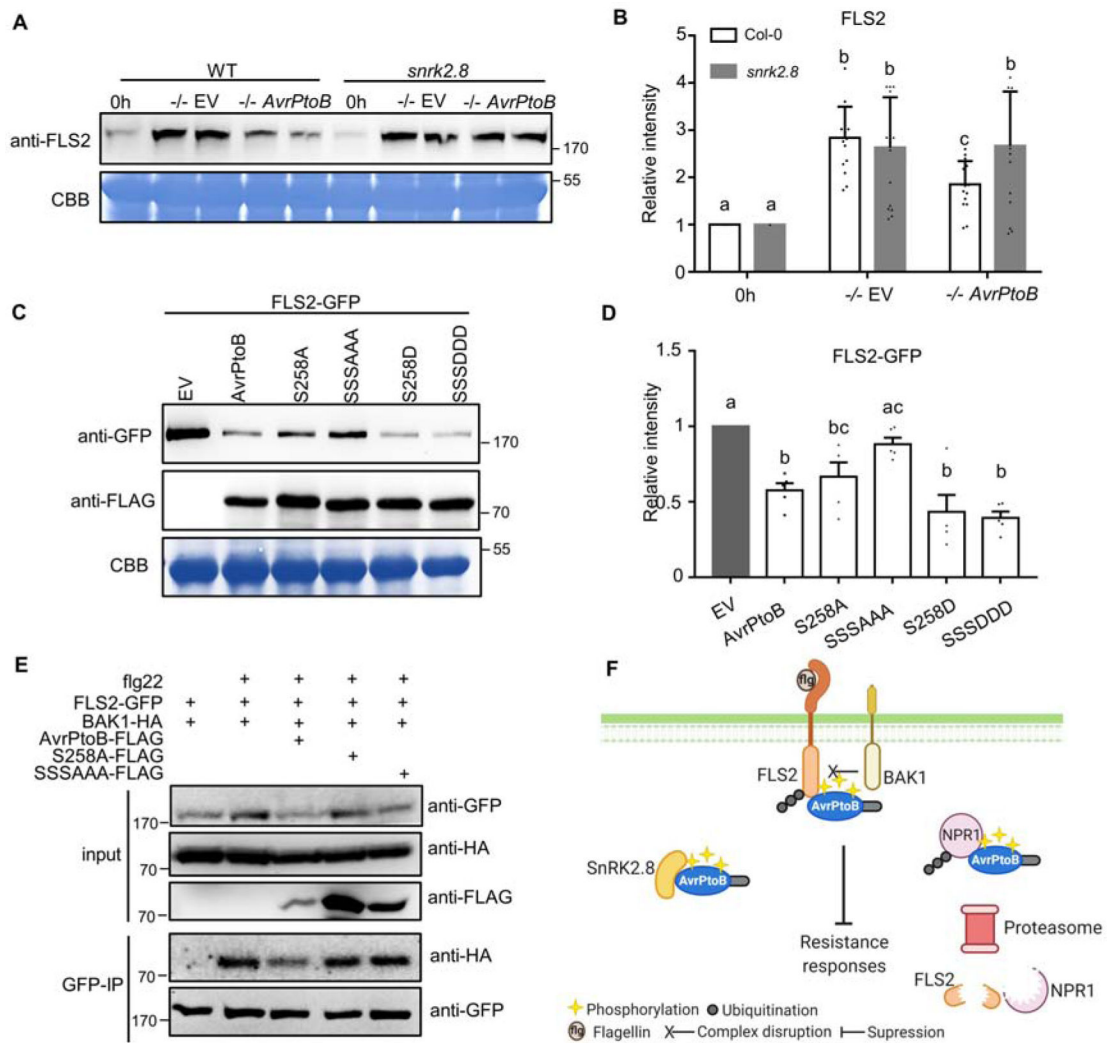 A
WT snrk2.8
0h -/- EV -/- AvrPtoB 0h -/- EV -/- AvrPtoB
anti-FLS2
170
55
CBB
B
FLS2
Col-0
snrk2.8
Relative intensity
5
4
3
2
1
0
a a b b c b
0h -/- EV -/- AvrPtoB
C
FLS2-GFP
EV AvrPtoB S258A SSSAAA S258D SSSDDD
anti-GFP
170
anti-FLAG
70
55
CBB
D
FLS2-GFP
Relative intensity
1.5
1
0.5
0
a b bc ac b b
EV AvrPtoB S258A SSSAAA S258D SSSDDD
E
flg22 + + + +
FLS2-GFP + + + + +
BAK1-HA + + + + +
AvrPtoB-FLAG +
S258A-FLAG +
SSSAAA-FLAG +
input
170 anti-GFP
70 anti-HA
70 anti-FLAG
GFP-IP
70 anti-HA
170 anti-GFP
F
flg
FLS2
X
BAK1
AvrPtoB
SnRK2.8
AvrPtoB
NPR1
AvrPtoB
Resistance
responses
Proteasome
FLS2
NPR1
Phosphorylation Ubiquitination
flg Flagellin X Complex disruption Supression